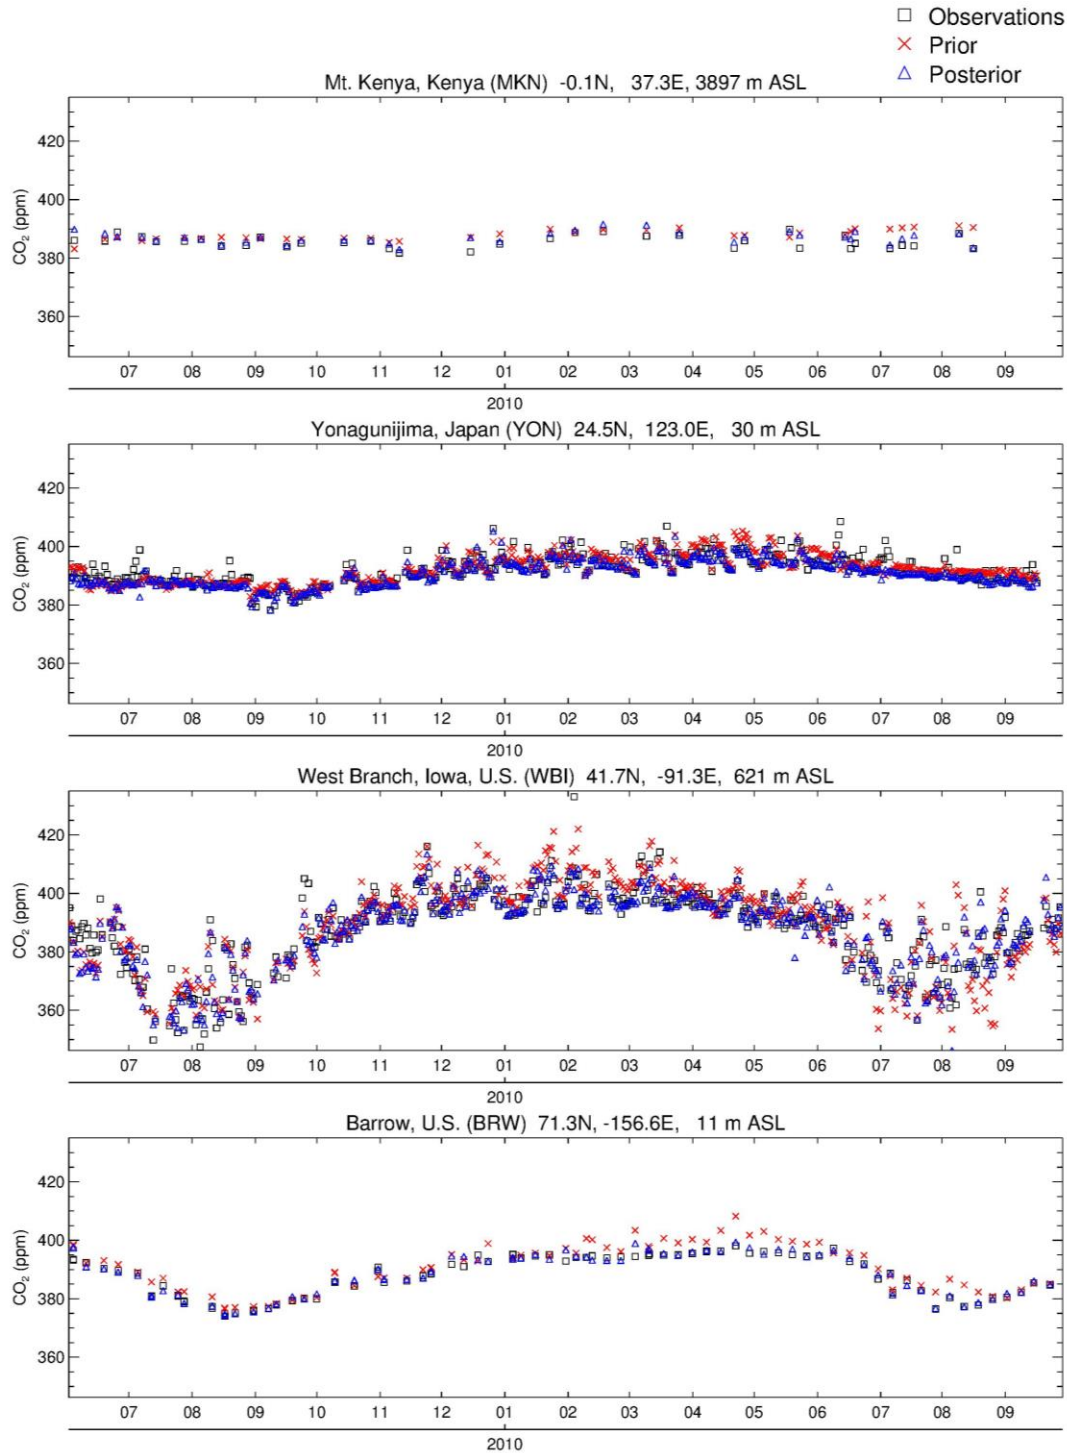 Observations
Prior
Posterior
Mt. Kenya, Kenya (MKN) -0.1N, 37.3E, 3897 m ASL
420
400
380
360
CO2 (ppm)
07 08 09 10 11 12 01 02 03 04 05 06 07 08 09
2010
Yonagunijima, Japan (YON) 24.5N, 123.0E, 30 m ASL
420
400
380
360
CO2 (ppm)
07 08 09 10 11 12 01 02 03 04 05 06 07 08 09
2010
West Branch, Iowa, U.S. (WBI) 41.7N, -91.3E, 621 m ASL
420
400
380
360
CO2 (ppm)
07 08 09 10 11 12 01 02 03 04 05 06 07 08 09
2010
Barrow, U.S. (BRW) 71.3N, -156.6E, 11 m ASL
420
400
380
360
CO2 (ppm)
07 08 09 10 11 12 01 02 03 04 05 06 07 08 09
2010